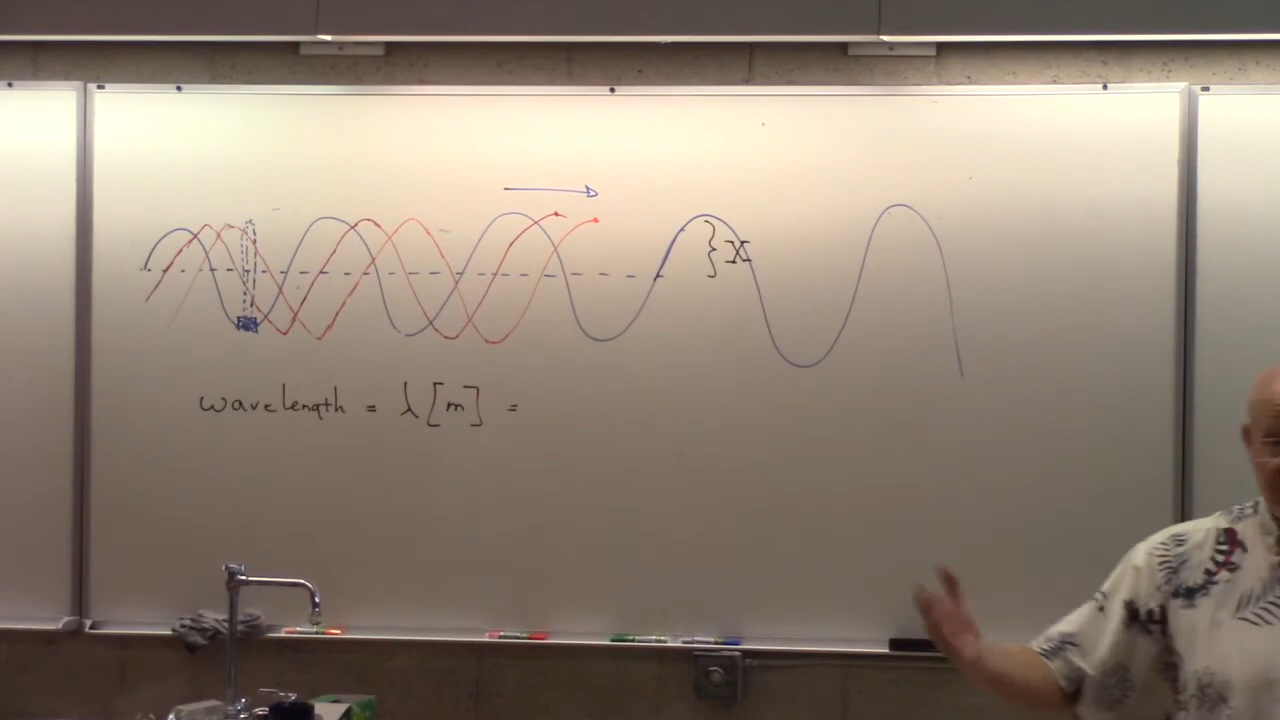 X
wavelength = λ [m] =